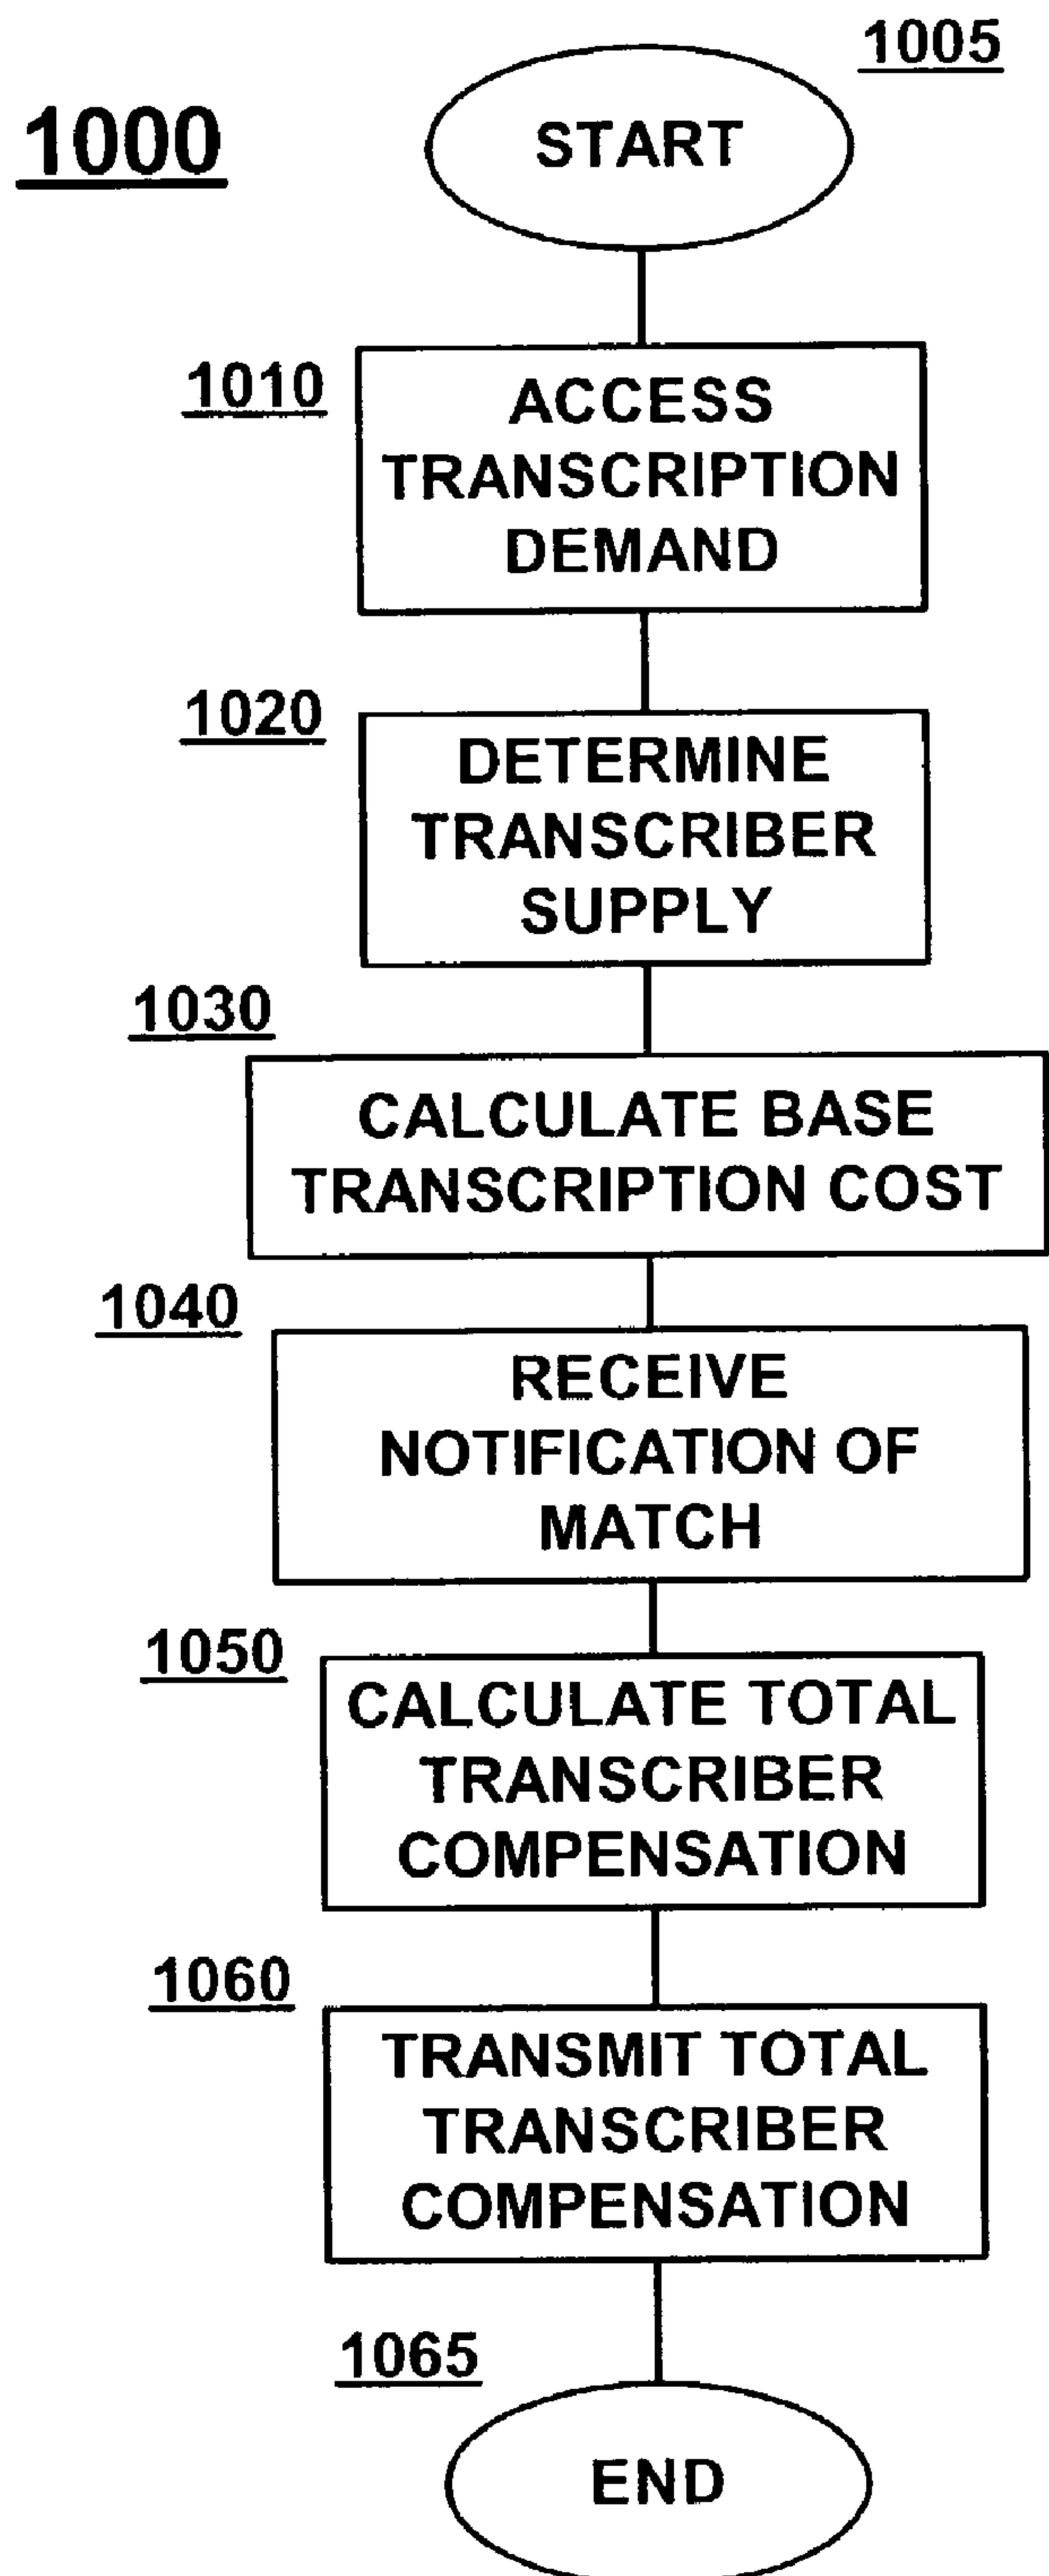 1005
1000
START
1010
ACCESS
TRANSCRIPTION
DEMAND
1020
DETERMINE
TRANSCRIBER
SUPPLY
1030
CALCULATE BASE
TRANSCRIPTION COST
1040
RECEIVE
NOTIFICATION OF
MATCH
1050
CALCULATE TOTAL
TRANSCRIBER
COMPENSATION
1060
TRANSMIT TOTAL
TRANSCRIBER
COMPENSATION
1065
END